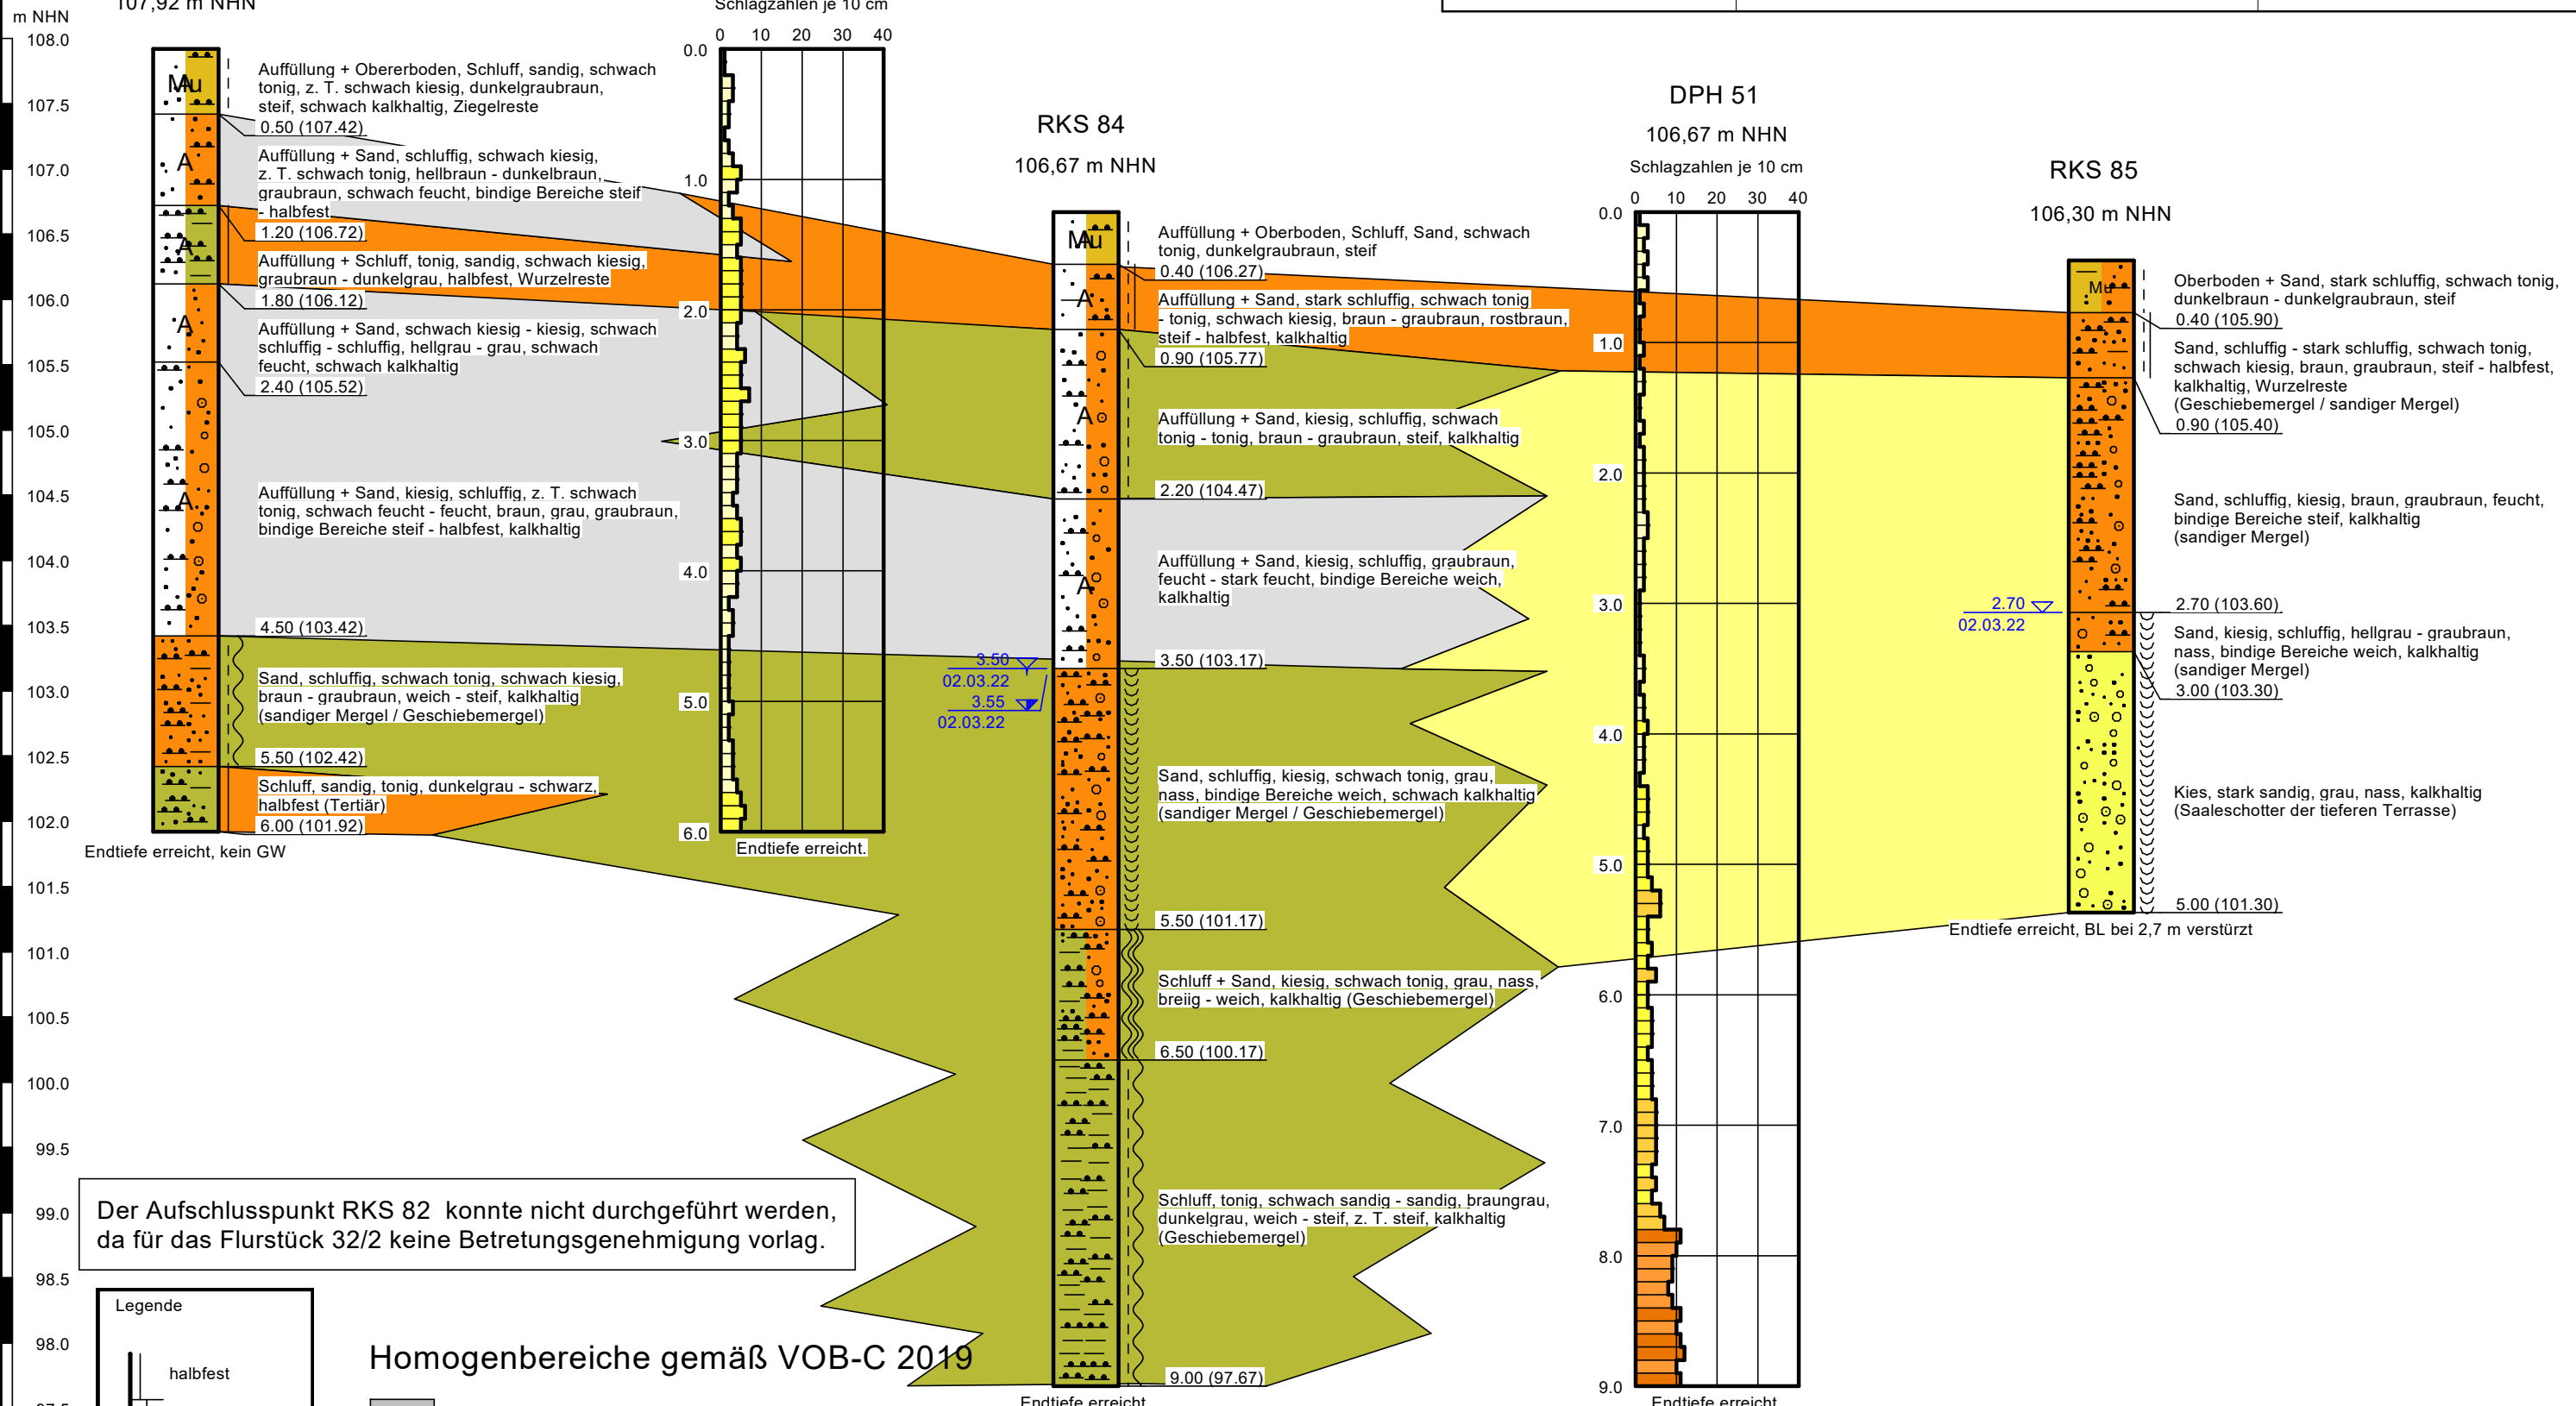 m NHN
107,92 m NHN
108.0
107.5
107.0
106.5
106.0
105.5
105.0
104.5
104.0
103.5
103.0
102.5
102.0
101.5
101.0
100.5
100.0
99.5
99.0
98.5
98.0
97.5
Mu
A
A
A
A
A
Auffüllung + Obererboden, Schluff, sandig, schwach
tonig, z. T. schwach kiesig, dunkelgraubraun,
steif, schwach kalkhaltig, Ziegelreste
0.50 (107.42)
Auffüllung + Sand, schluffig, schwach kiesig,
z. T. schwach tonig, hellbraun - dunkelbraun,
graubraun, schwach feucht, bindige Bereiche steif
- halbfest
1.20 (106.72)
Auffüllung + Schluff, tonig, sandig, schwach kiesig,
graubraun - dunkelgrau, halbfest, Wurzelreste
1.80 (106.12)
Auffüllung + Sand, schwach kiesig - kiesig, schwach
schluffig - schluffig, hellgrau - grau, schwach
feucht, schwach kalkhaltig
2.40 (105.52)
Auffüllung + Sand, kiesig, schluffig, z. T. schwach
tonig, schwach feucht - feucht, braun, grau, graubraun,
bindige Bereiche steif - halbfest, kalkhaltig
4.50 (103.42)
Sand, schluffig, schwach tonig, schwach kiesig,
braun - graubraun, weich - steif, kalkhaltig
(sandiger Mergel / Geschiebemergel)
5.50 (102.42)
Schluff, sandig, tonig, dunkelgrau - schwarz,
halbfest (Tertiär)
6.00 (101.92)
Endtiefe erreicht, kein GW
Schlagzahlen je 10 cm
0 10 20 30 40
0.0
1.0
2.0
3.0
4.0
5.0
6.0
Endtiefe erreicht.
RKS 84
106,67 m NHN
Mu
A
A
A
A
Auffüllung + Oberboden, Schluff, Sand, schwach
tonig, dunkelgraubraun, steif
0.40 (106.27)
Auffüllung + Sand, stark schluffig, schwach tonig
- tonig, schwach kiesig, braun - graubraun, rostbraun,
steif - halbfest, kalkhaltig
0.90 (105.77)
Auffüllung + Sand, kiesig, schluffig, schwach
tonig - tonig, braun - graubraun, steif, kalkhaltig
2.20 (104.47)
Auffüllung + Sand, kiesig, schluffig, graubraun,
feucht - stark feucht, bindige Bereiche weich,
kalkhaltig
3.50 (103.17)
3.50
02.03.22
3.55
02.03.22
Sand, schluffig, kiesig, schwach tonig, grau,
nass, bindige Bereiche weich, schwach kalkhaltig
(sandiger Mergel / Geschiebemergel)
5.50 (101.17)
Schluff + Sand, kiesig, schwach tonig, grau, nass,
breiig - weich, kalkhaltig (Geschiebemergel)
6.50 (100.17)
Schluff, tonig, schwach sandig - sandig, braungrau,
dunkelgrau, weich - steif, z. T. steif, kalkhaltig
(Geschiebemergel)
9.00 (97.67)
Endtiefe erreicht
DPH 51
106,67 m NHN
Schlagzahlen je 10 cm
0 10 20 30 40
0.0
1.0
2.0
3.0
4.0
5.0
6.0
7.0
8.0
9.0
Endtiefe erreicht
RKS 85
106,30 m NHN
Mu
Oberboden + Sand, stark schluffig, schwach tonig,
dunkelbraun - dunkelgraubraun, steif
0.40 (105.90)
Sand, schluffig - stark schluffig, schwach tonig,
schwach kiesig, braun, graubraun, steif - halbfest,
kalkhaltig, Wurzelreste
(Geschiebemergel / sandiger Mergel)
0.90 (105.40)
Sand, schluffig, kiesig, braun, graubraun, feucht,
bindige Bereiche steif, kalkhaltig
(sandiger Mergel)
2.70
02.03.22
2.70 (103.60)
Sand, kiesig, schluffig, hellgrau - graubraun,
nass, bindige Bereiche weich, kalkhaltig
(sandiger Mergel)
3.00 (103.30)
Kies, stark sandig, grau, nass, kalkhaltig
(Saaleschotter der tieferen Terrasse)
5.00 (101.30)
Endtiefe erreicht, BL bei 2,7 m verstürzt
Der Aufschlusspunkt RKS 82 konnte nicht durchgeführt werden,
da für das Flurstück 32/2 keine Betretungsgenehmigung vorlag.
Legende
halbfest
Homogenbereiche gemäß VOB-C 2019